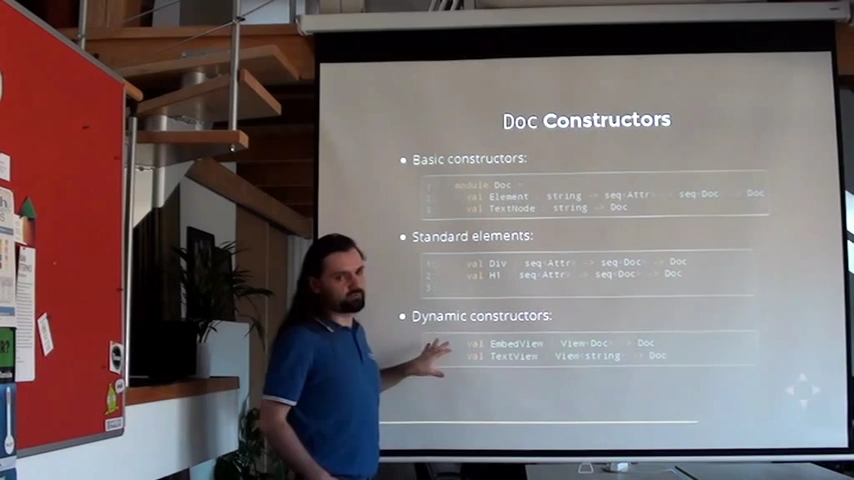 Doc Constructors
• Basic constructors:
module Doc =
val Element string -> seq<Attr> -> seq<Doc> -> Doc
val TextNode string -> Doc
• Standard elements:
val Div seq<Attr> -> seq<Doc> -> Doc
2 val H1 seq<Attr> -> seq<Doc> -> Doc
3
• Dynamic constructors:
val EmbedView View<Doc> -> Doc
val TextView View<string> -> Doc